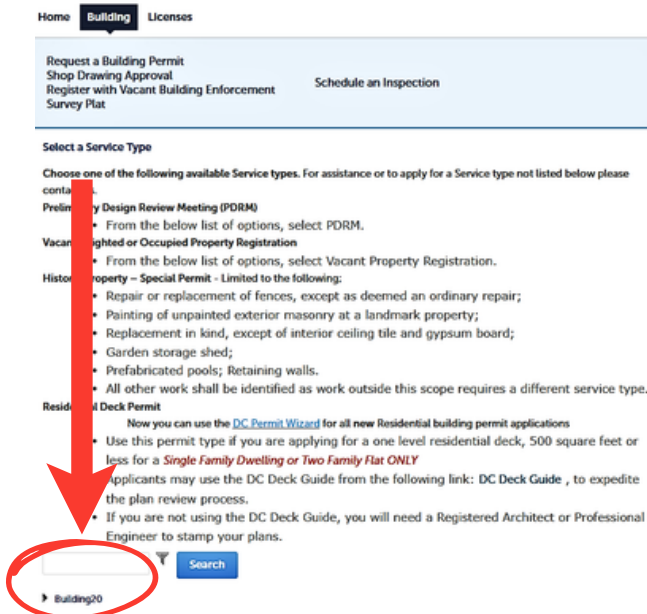 Home Building Licenses
Request a Building Permit
Shop Drawing Approval
Register with Vacant Building Enforcement
Survey Plat
Schedule an Inspection
Select a Service Type
Choose one of the following available Service types. For assistance or to apply for a Service type not listed below please
conta s.
Prelim y Design Review Meeting (PDRM)
• From the below list of options, select PDRM.
Vacan ghted or Occupied Property Registration
• From the below list of options, select Vacant Property Registration.
Histor operty – Special Permit - Limited to the following:
• Repair or replacement of fences, except as deemed an ordinary repair;
• Painting of unpainted exterior masonry at a landmark property;
• Replacement in kind, except of interior ceiling tile and gypsum board;
• Garden storage shed;
• Prefabricated pools; Retaining walls.
• All other work shall be identified as work outside this scope requires a different service type.
Reside l Deck Permit
Now you can use the DC Permit Wizard for all new Residential building permit applications
• Use this permit type if you are applying for a one level residential deck, 500 square feet or
less for a Single Family Dwelling or Two Family Flat ONLY
Applicants may use the DC Deck Guide from the following link: DC Deck Guide , to expedite
the plan review process.
• If you are not using the DC Deck Guide, you will need a Registered Architect or Professional
Engineer to stamp your plans.
Search
Building20